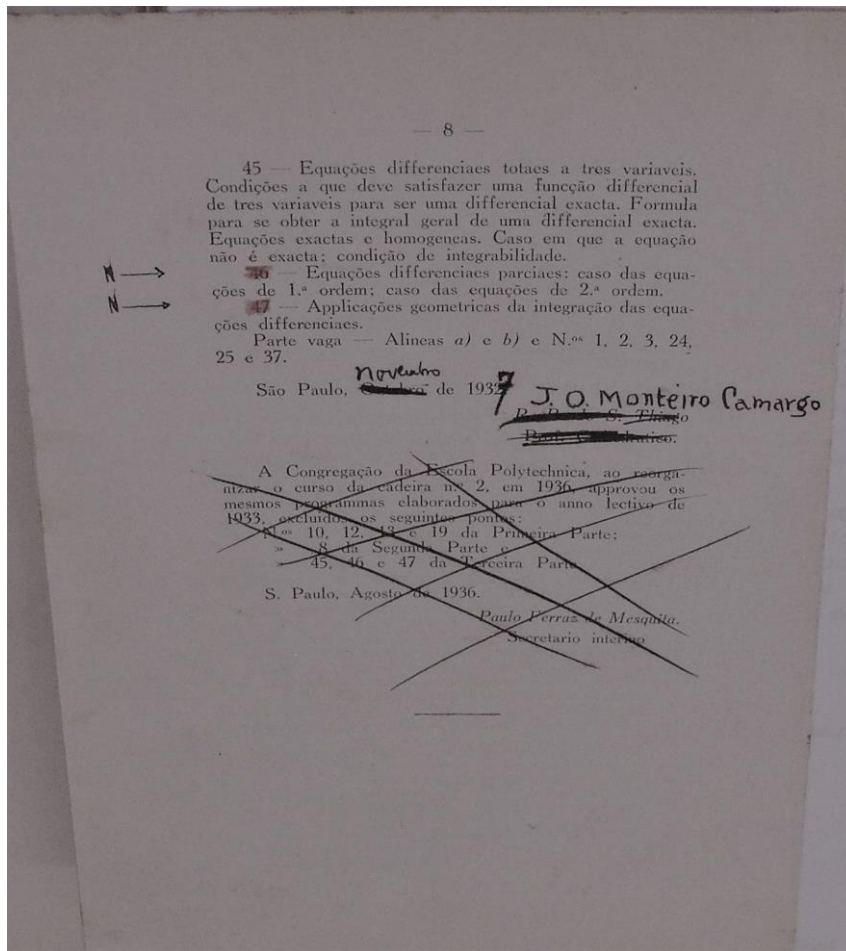 — 8 —
45 — Equações differenciaes totaes a tres variaveis.
Condições a que deve satisfazer uma funcção differencial
de tres variaveis para ser uma differencial exacta. Formula
para se obter a integral geral de uma differencial exacta.
Equações exactas e homogeneas. Caso em que a equação
não é exacta; condição de integrabilidade.
N → 46 — Equações differenciaes parciaes: caso das equa-
ções de 1.ª ordem; caso das equações de 2.ª ordem.
N → 47 — Applicações geometricas da integração das equa-
ções differenciaes.
Parte vaga — Alineas a) e b) e N.ºs 1, 2, 3, 24,
25 e 37.
novembro
São Paulo, Outubro de 1932 7 J. O. Monteiro Camargo
S. Thiago
A Congregação da Escola Polytechnica, ao reorga-
nizar o curso da cadeira n.º 2, em 1936, approvou os
mesmos programmas elaborados para o anno lectivo de
1933, excluidos os seguintes pontos:
N.ºs 10, 12, 13 e 19 da Primeira Parte;
» 8 da Segunda Parte e
» 45, 46 e 47 da Terceira Parte
S. Paulo, Agosto de 1936.
Paulo Ferraz de Mesquita.
Secretario interino